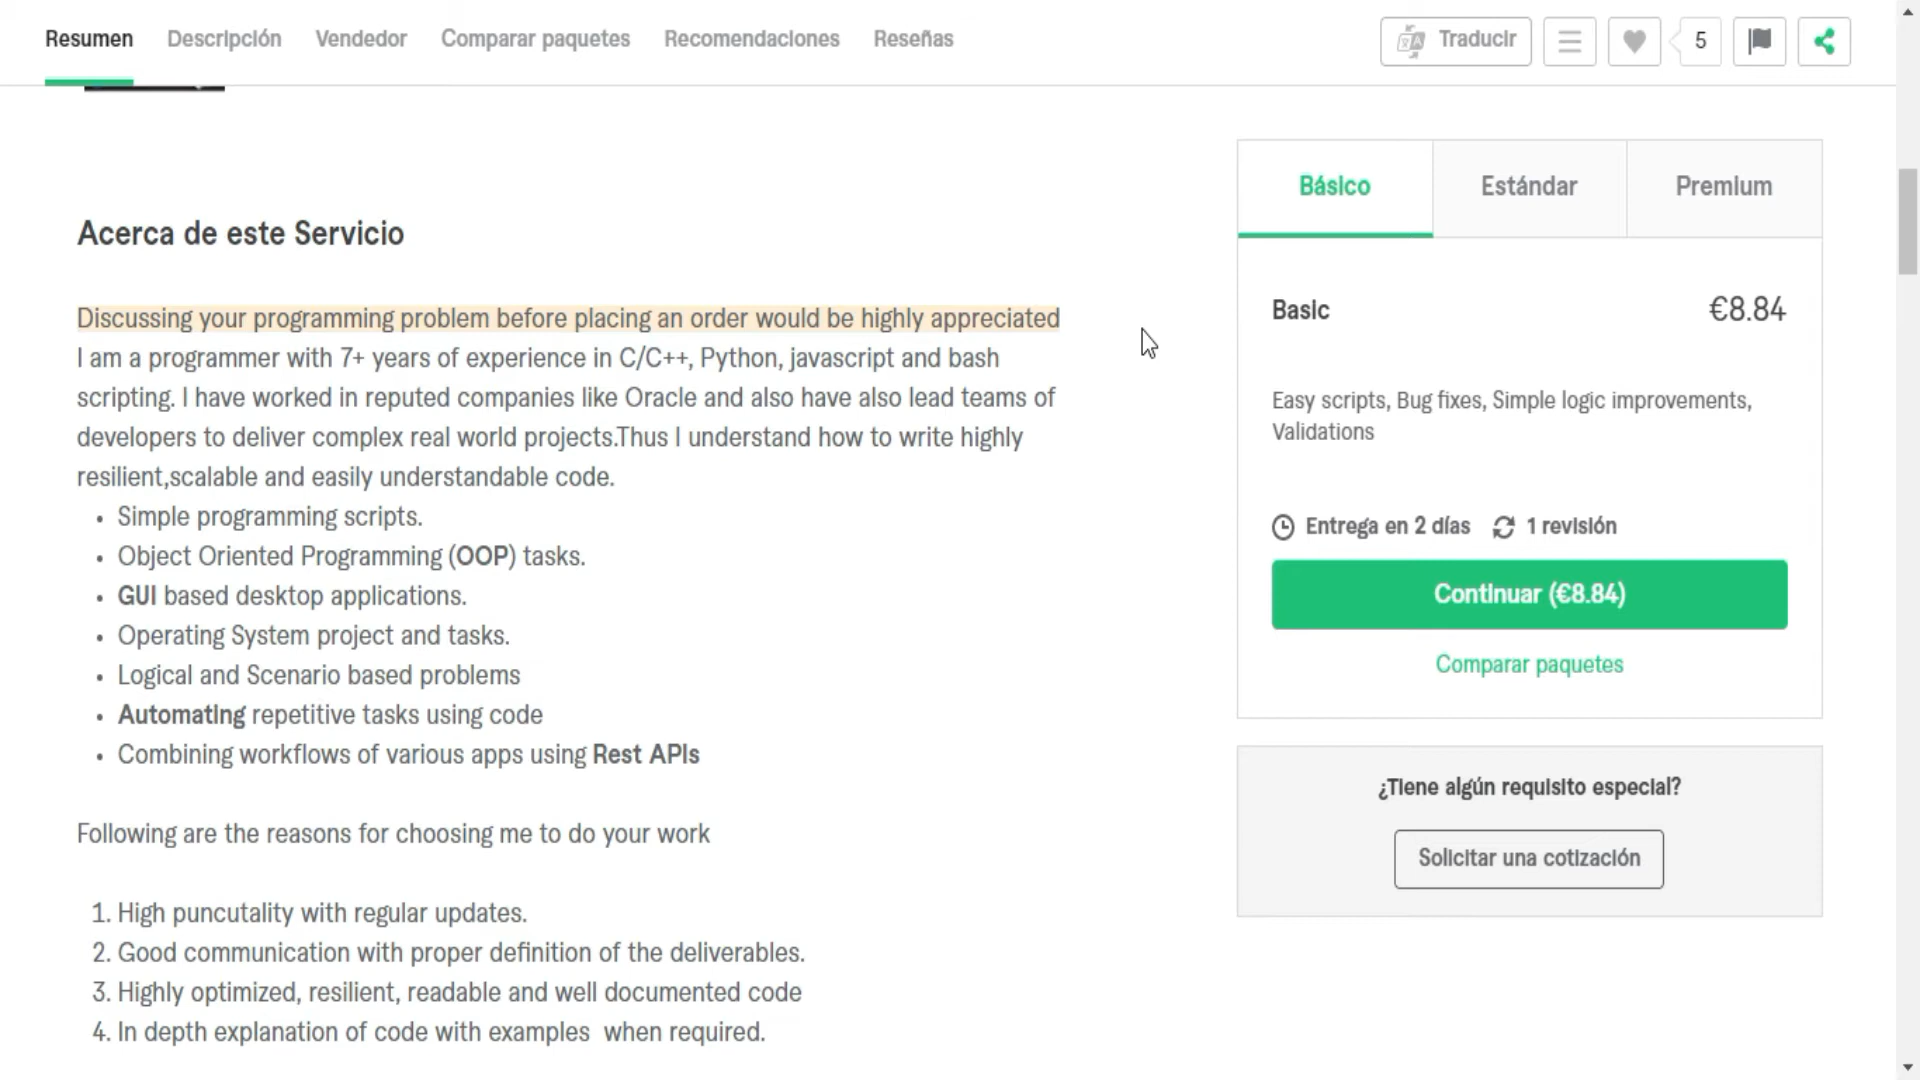 Resumen Descripción Vendedor Comparar paquetes Recomendaciones Reseñas Traducir 5
Acerca de este Servicio
Discussing your programming problem before placing an order would be highly appreciated
I am a programmer with 7+ years of experience in C/C++, Python, javascript and bash
scripting. I have worked in reputed companies like Oracle and also have also lead teams of
developers to deliver complex real world projects.Thus I understand how to write highly
resilient,scalable and easily understandable code.
• Simple programming scripts.
• Object Oriented Programming (OOP) tasks.
• GUI based desktop applications.
• Operating System project and tasks.
• Logical and Scenario based problems
• Automating repetitive tasks using code
• Combining workflows of various apps using Rest APIs
Following are the reasons for choosing me to do your work
1. High puncutality with regular updates.
2. Good communication with proper definition of the deliverables.
3. Highly optimized, resilient, readable and well documented code
4. In depth explanation of code with examples  when required.
Básico Estándar Premium
Basic €8.84
Easy scripts, Bug fixes, Simple logic improvements,
Validations
Entrega en 2 días 1 revisión
Continuar (€8.84)
Comparar paquetes
¿Tiene algún requisito especial?
Solicitar una cotización